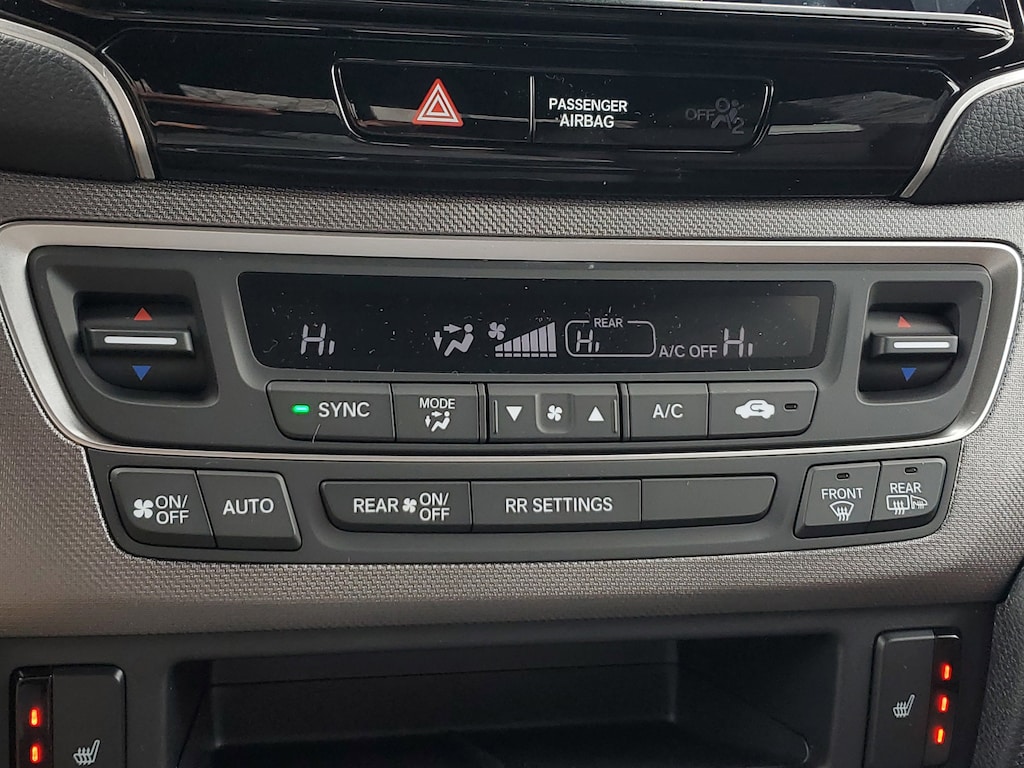 PASSENGER
AIRBAG
OFF
2
Hi
REAR
Hi
A/C OFF
Hi
SYNC
MODE
A/C
ON/
OFF
AUTO
REAR ON/
OFF
RR SETTINGS
FRONT
REAR